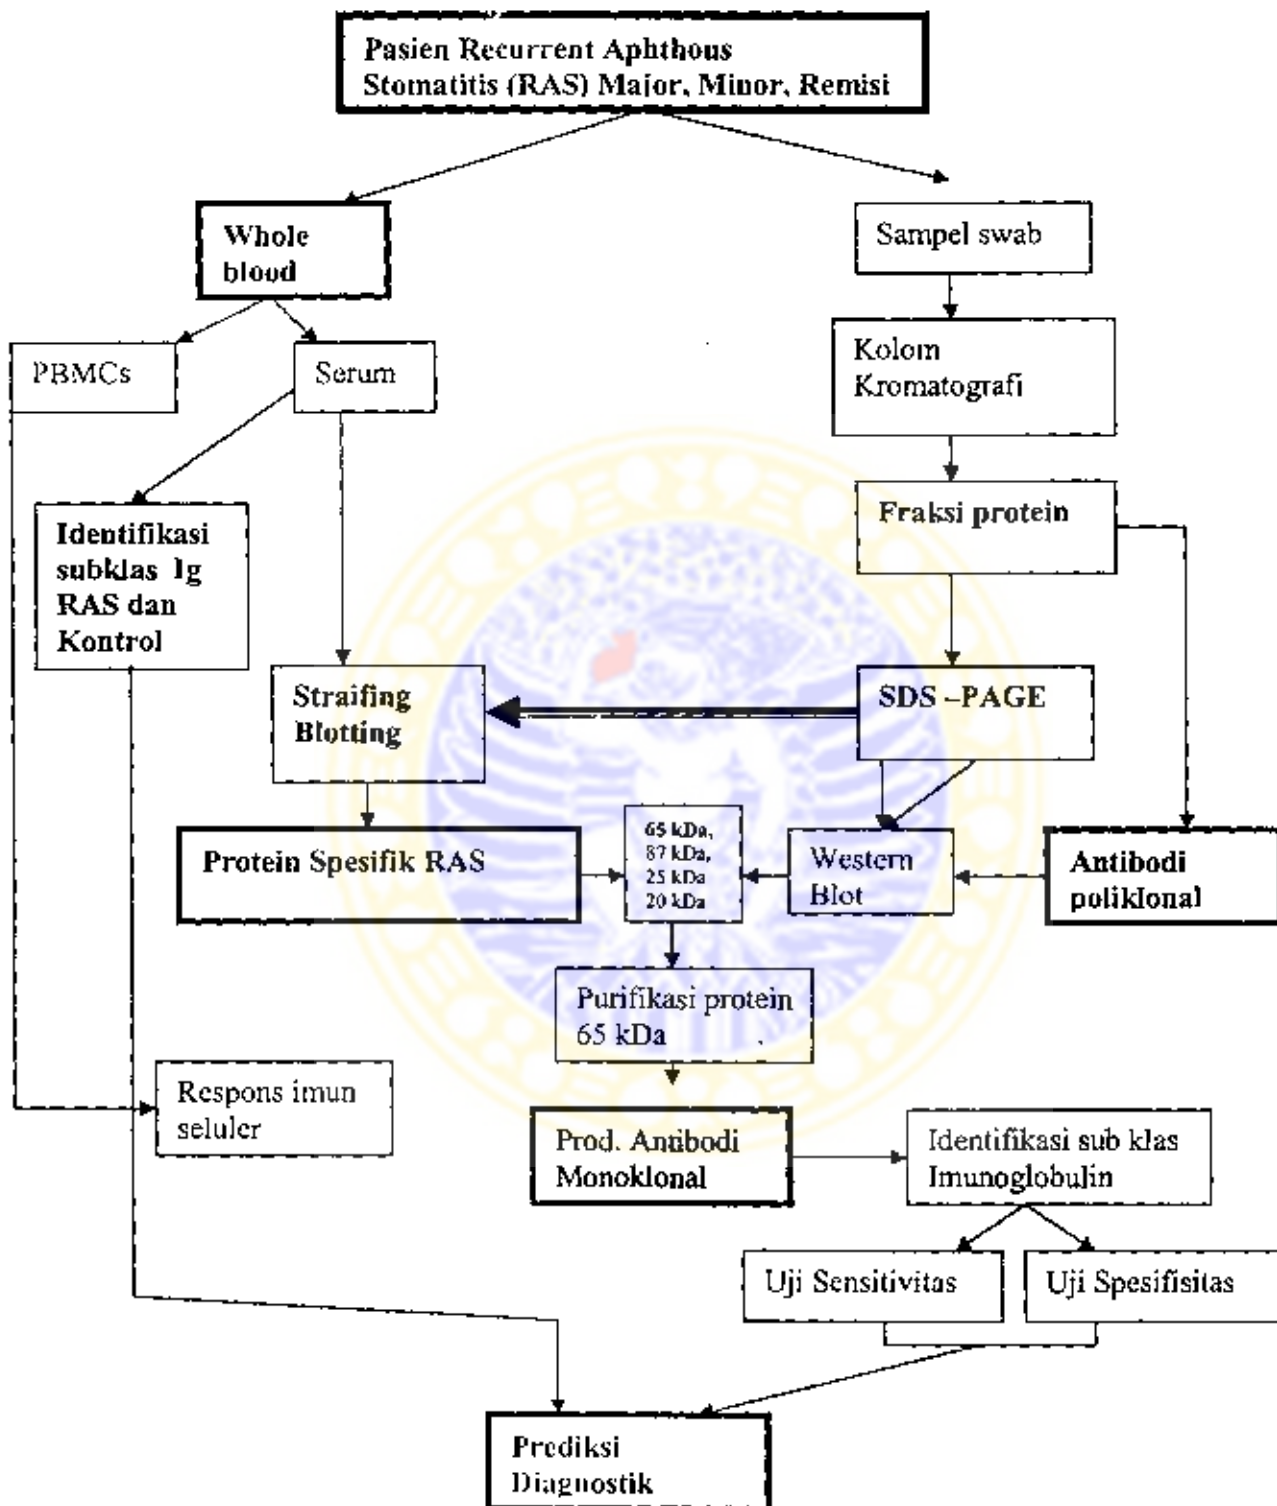 Pasien Recurrent Aphthous
Stomatitis (RAS) Major, Minor, Remisi
Whole
blood
Sampel swab
PBMCs
Serum
Kolom
Kromatografi
Identifikasi
subklas Ig
RAS dan
Kontrol
Fraksi protein
Straifing
Blotting
SDS –PAGE
Protein Spesifik RAS
65 kDa,
87 kDa,
25 kDa
20 kDa
Western
Blot
Antibodi
poliklonal
Purifikasi protein
65 kDa
Respons imun
seluler
Prod. Antibodi
Monoklonal
Identifikasi sub klas
Imunoglobulin
Uji Sensitivitas
Uji Spesifisitas
Prediksi
Diagnostik